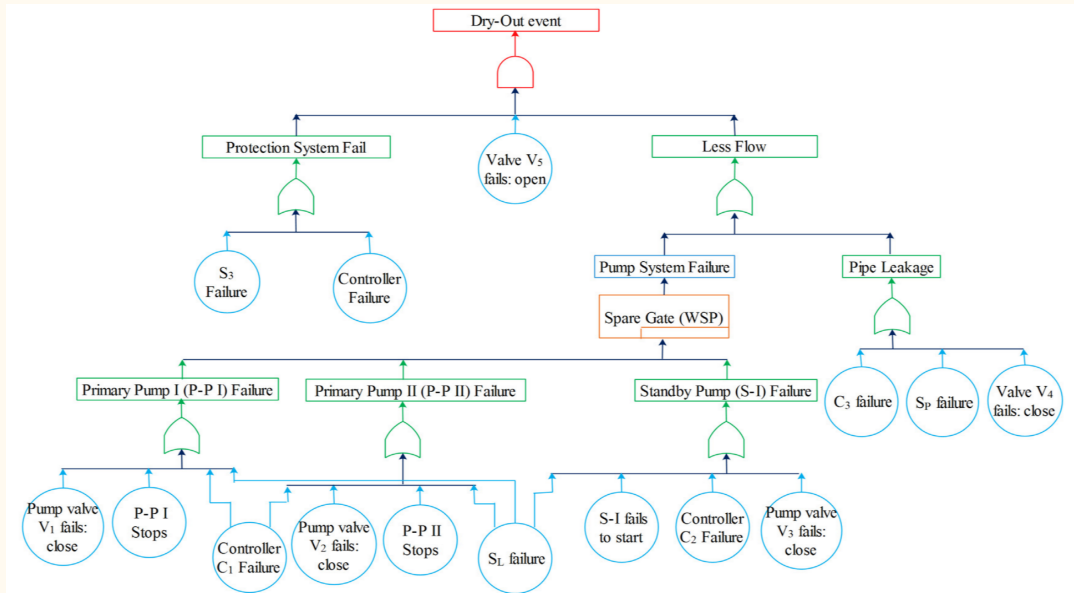 Dry-Out event
Protection System Fail
Valve V₅
fails: open
Less Flow
S₃
Failure
Controller
Failure
Pump System Failure
Pipe Leakage
Spare Gate (WSP)
Primary Pump I (P-P I) Failure
Primary Pump II (P-P II) Failure
Standby Pump (S-I) Failure
C₃ failure
S_P failure
Valve V₄
fails: close
Pump valve
V₁ fails:
close
P-P I
Stops
Controller
C₁ Failure
Pump valve
V₂ fails:
close
P-P II
Stops
S_L failure
S-I fails
to start
Controller
C₂ Failure
Pump valve
V₃ fails:
close